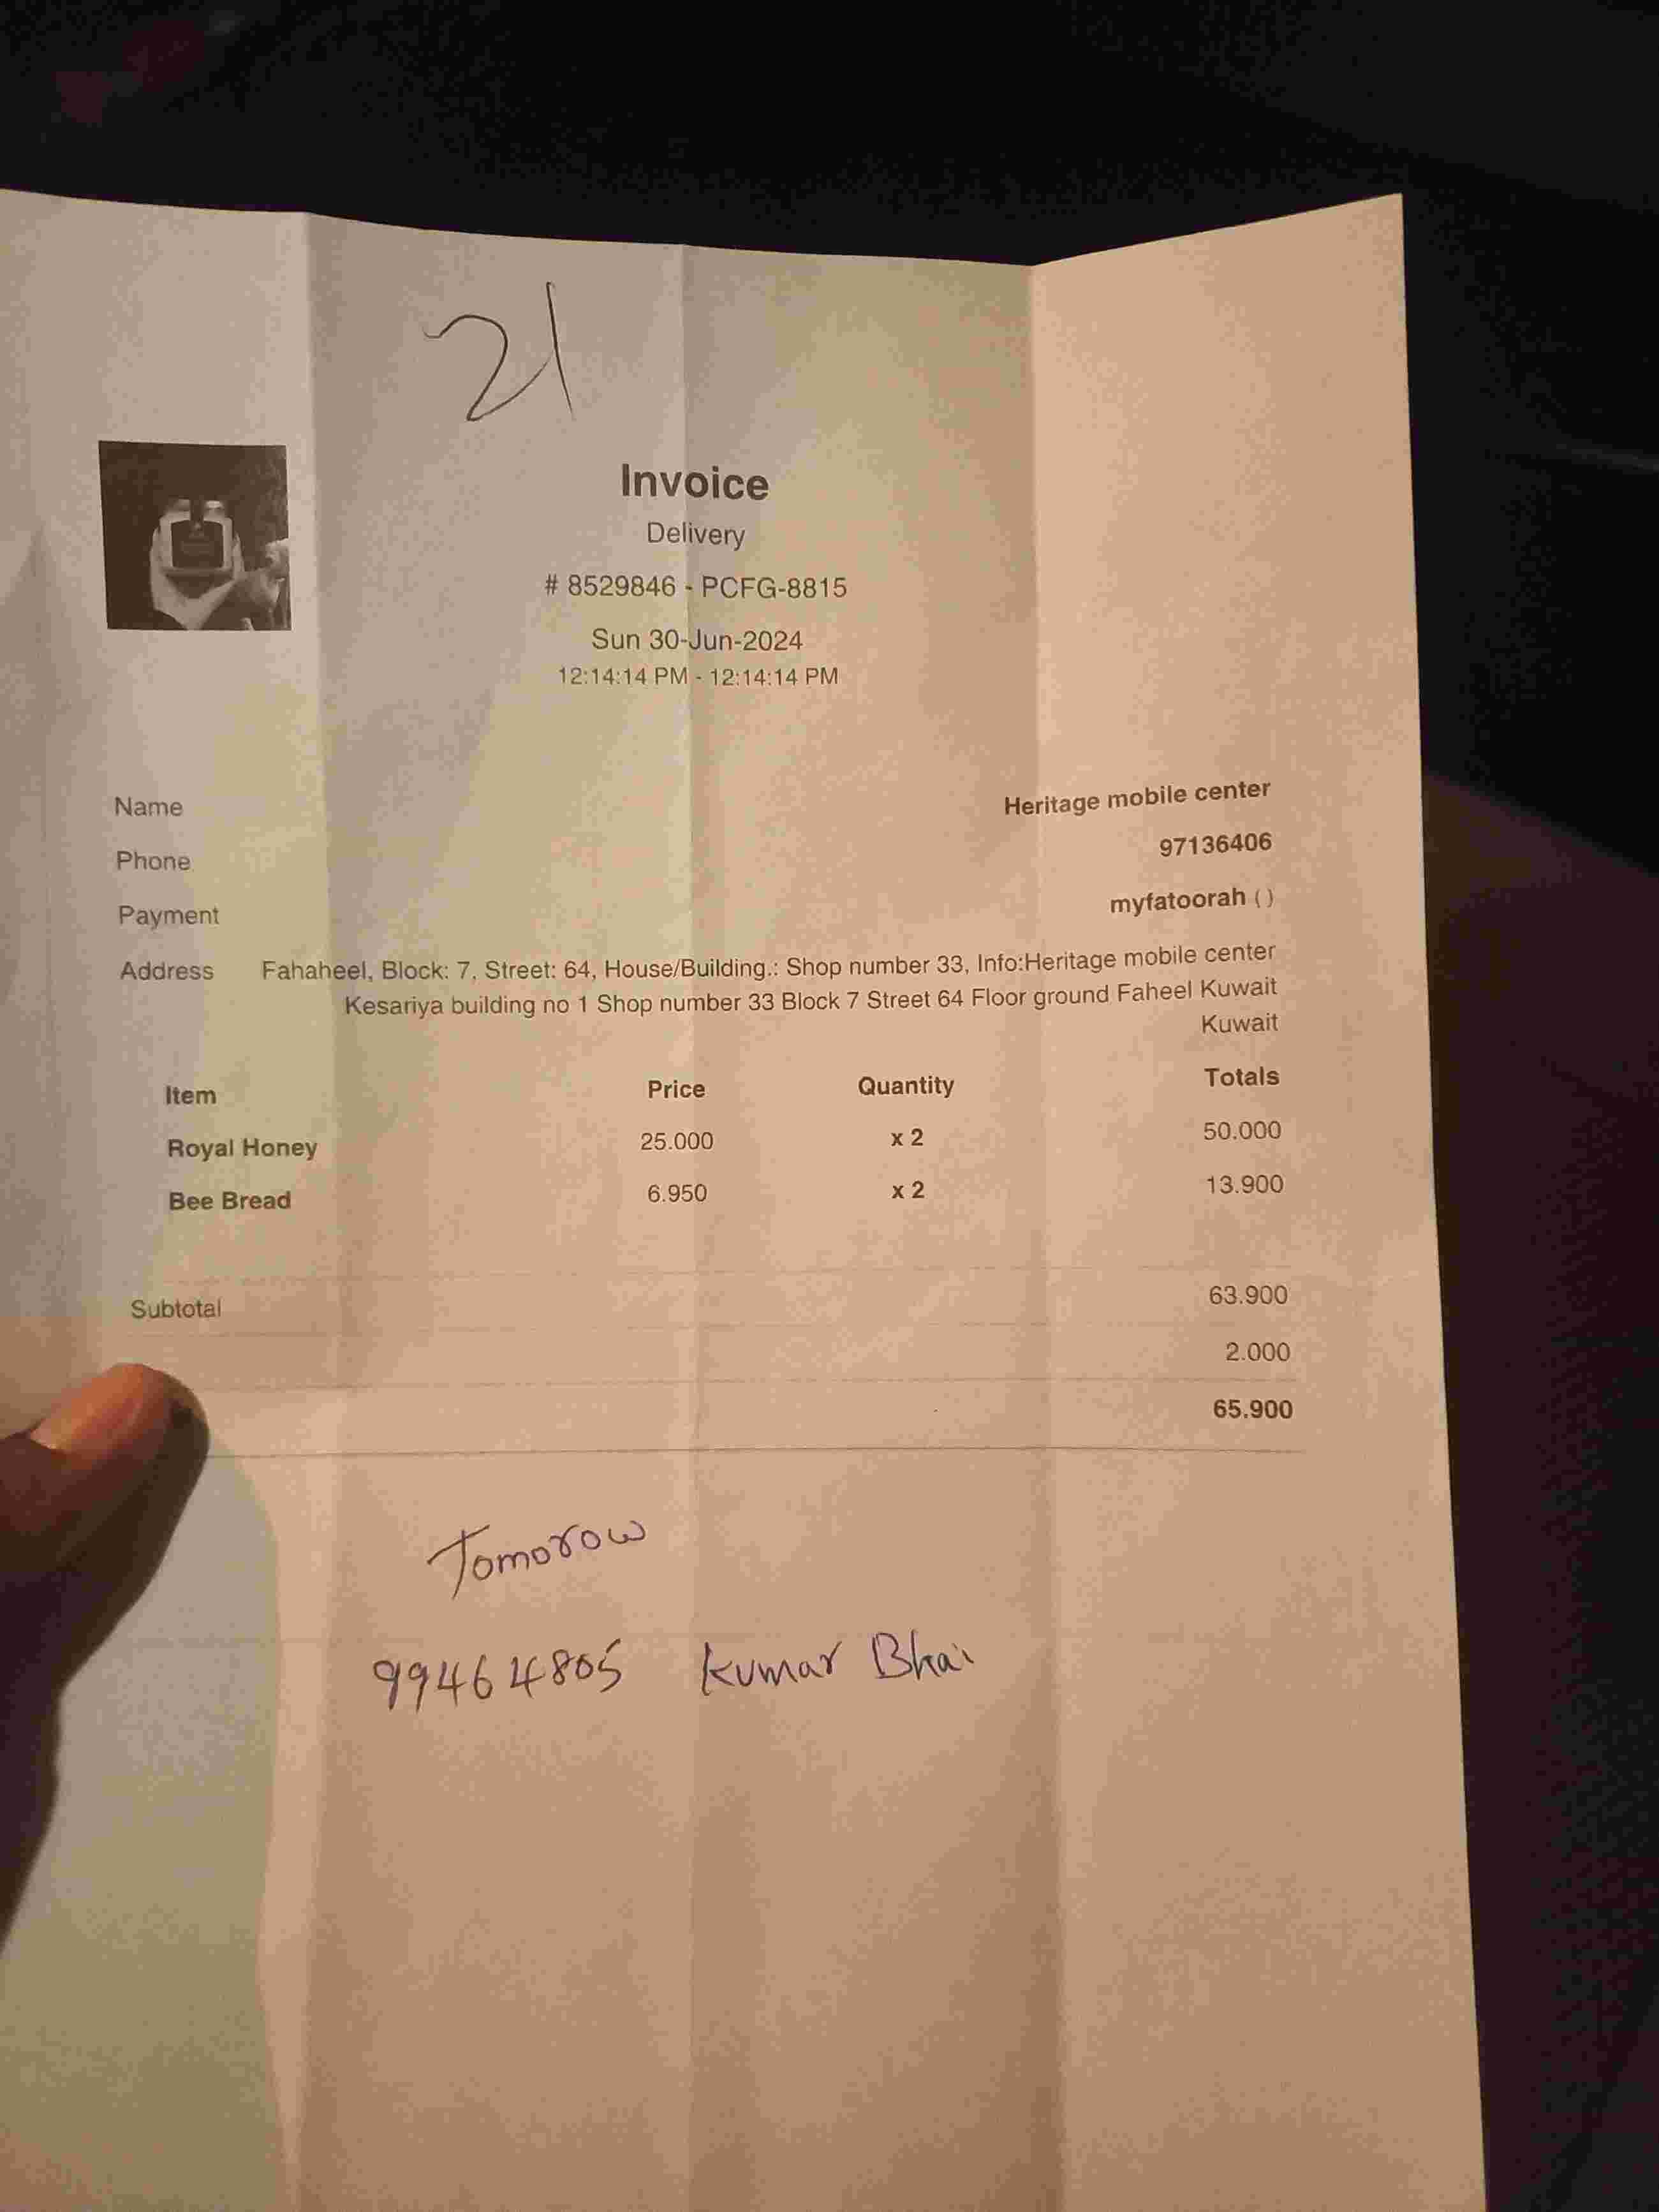 21
Invoice
Delivery
# 8529846 - PCFG-8815
Sun 30-Jun-2024
12:14:14 PM - 12:14:14 PM
Name Heritage mobile center
Phone 97136406
Payment myfatoorah ( )
Address Fahaheel, Block: 7, Street: 64, House/Building.: Shop number 33, Info:Heritage mobile center
Kesariya building no 1 Shop number 33 Block 7 Street 64 Floor ground Faheel Kuwait
Kuwait
Item Price Quantity Totals
Royal Honey 25.000 x 2 50.000
Bee Bread 6.950 x 2 13.900
Subtotal 63.900
2.000
65.900
Tomorow
99464805 Kumar Bhai